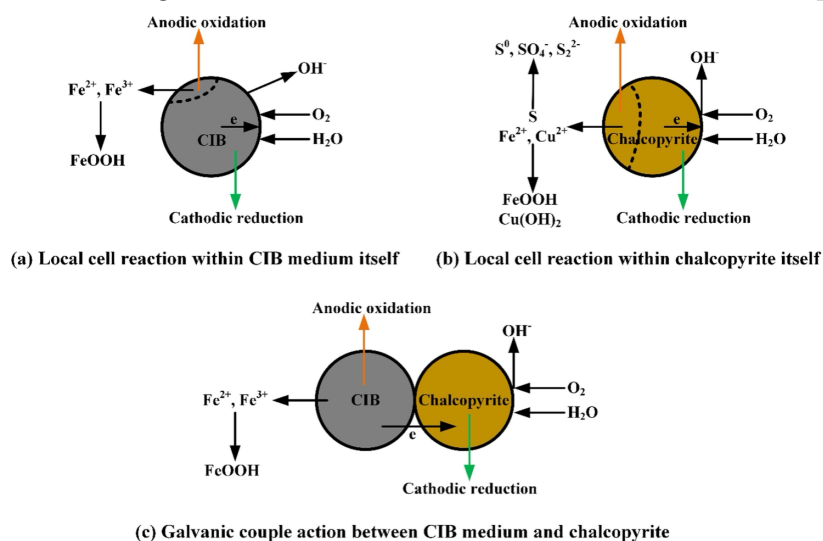 Anodic oxidation
OH⁻
Fe²⁺, Fe³⁺
e
O₂
CIB
H₂O
FeOOH
Cathodic reduction
(a) Local cell reaction within CIB medium itself
Anodic oxidation
S⁰, SO₄⁻, S₂²⁻
OH⁻
S
e
O₂
Fe²⁺, Cu²⁺
Chalcopyrite
H₂O
FeOOH
Cu(OH)₂
Cathodic reduction
(b) Local cell reaction within chalcopyrite itself
Anodic oxidation
OH⁻
Fe²⁺, Fe³⁺
CIB
Chalcopyrite
O₂
H₂O
e
FeOOH
Cathodic reduction
(c) Galvanic couple action between CIB medium and chalcopyrite